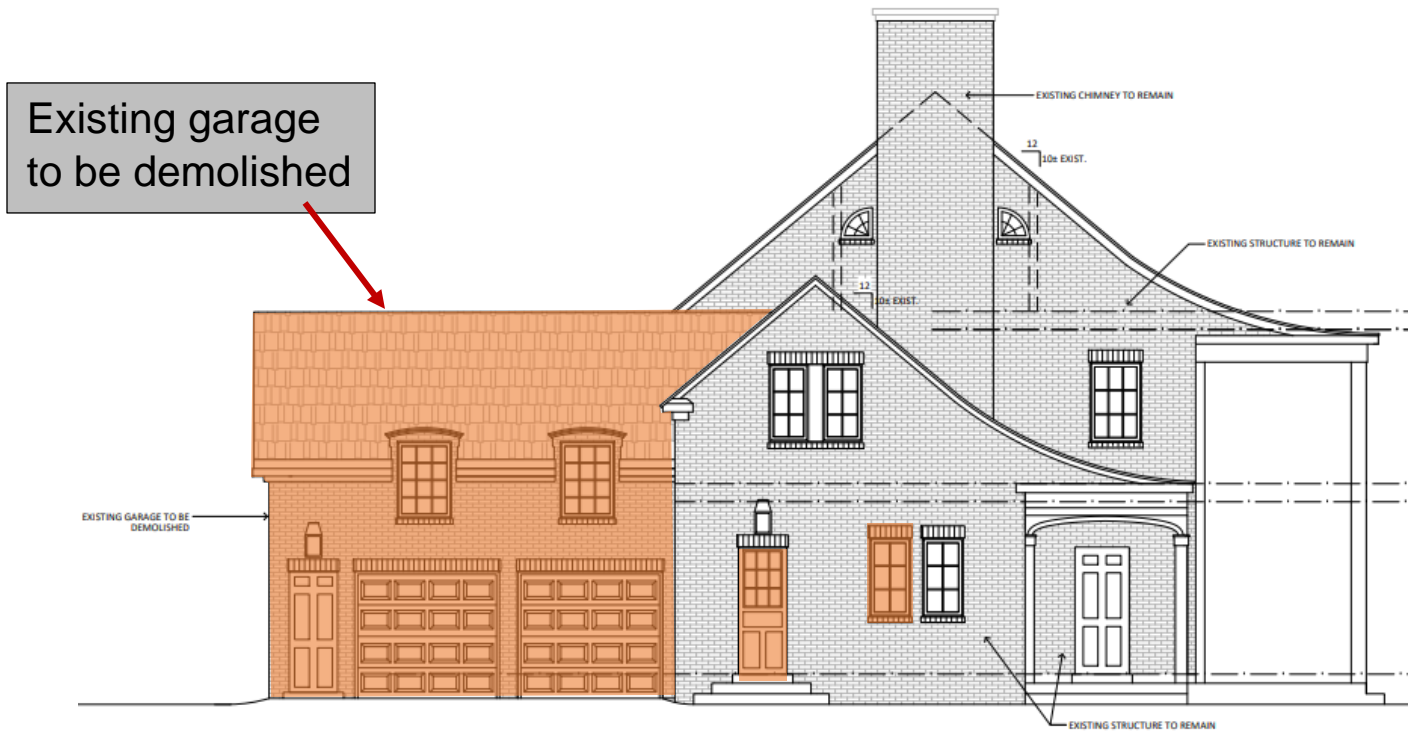 Existing garage
to be demolished
EXISTING CHIMNEY TO REMAIN
12
10± EXIST.
EXISTING STRUCTURE TO REMAIN
12
10± EXIST.
EXISTING GARAGE TO BE
DEMOLISHED
EXISTING STRUCTURE TO REMAIN